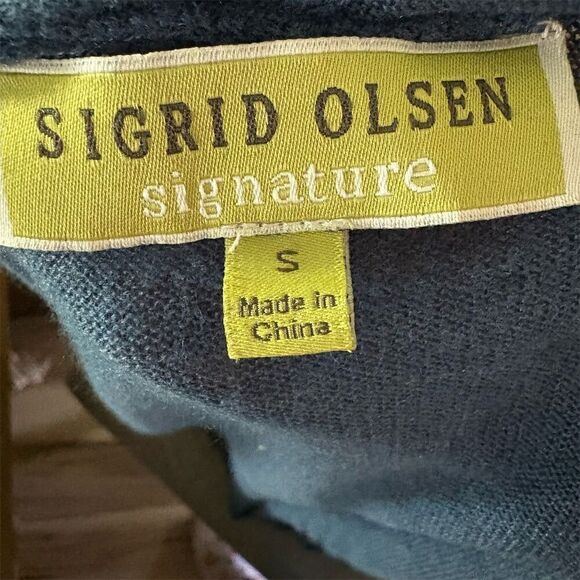 SIGRID OLSEN
signature
S
Made in
China